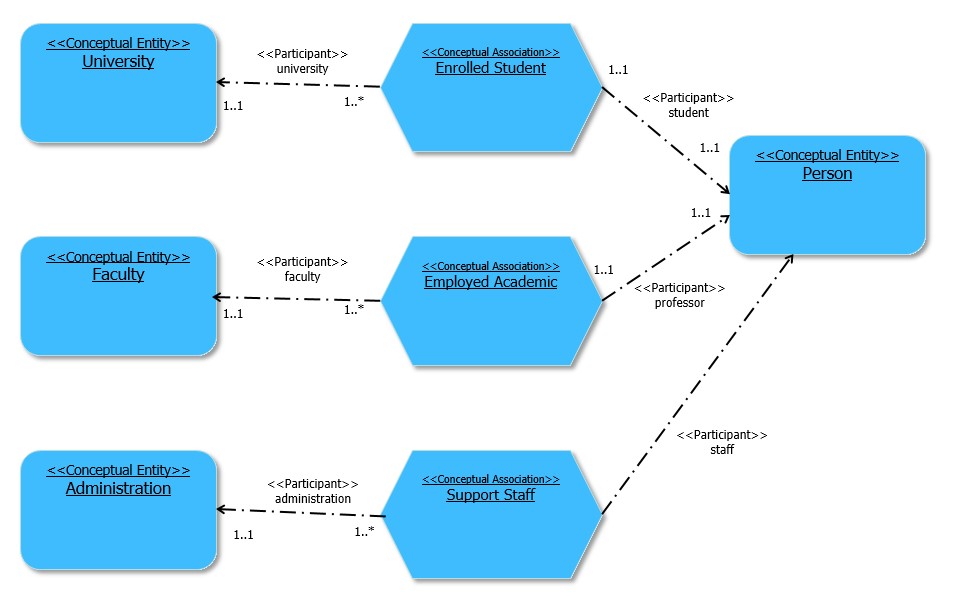 <<Conceptual Entity>>
University
<<Participant>>
university
1..1
1..*
<<Conceptual Association>>
Enrolled Student
1..1
<<Participant>>
student
1..1
<<Conceptual Entity>>
Person
<<Conceptual Entity>>
Faculty
<<Participant>>
faculty
1..1
1..*
<<Conceptual Association>>
Employed Academic
1..1
1..1
<<Participant>>
professor
<<Conceptual Entity>>
Administration
<<Participant>>
administration
1..1
1..*
<<Conceptual Association>>
Support Staff
<<Participant>>
staff